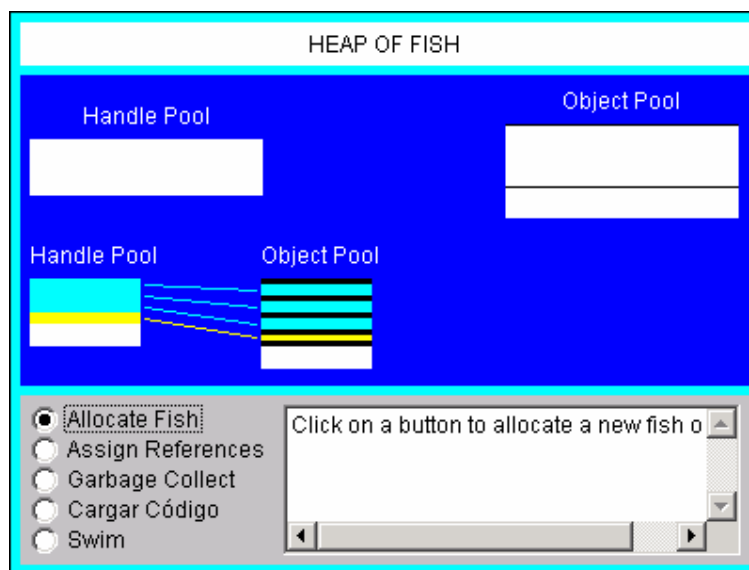 HEAP OF FISH
Handle Pool
Object Pool
Handle Pool
Object Pool
Allocate Fish
Assign References
Garbage Collect
Cargar Código
Swim
Click on a button to allocate a new fish o